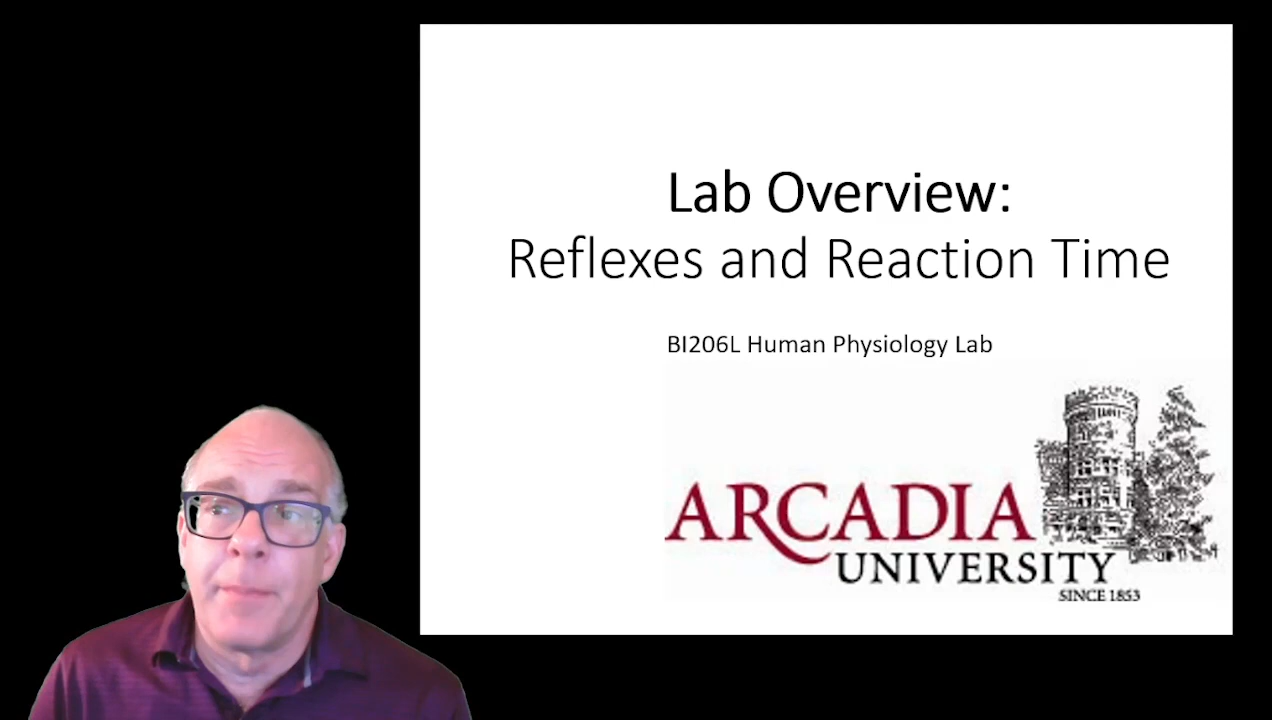 Lab Overview:
Reflexes and Reaction Time
BI206L Human Physiology Lab
ARCADIA
UNIVERSITY
SINCE 1853